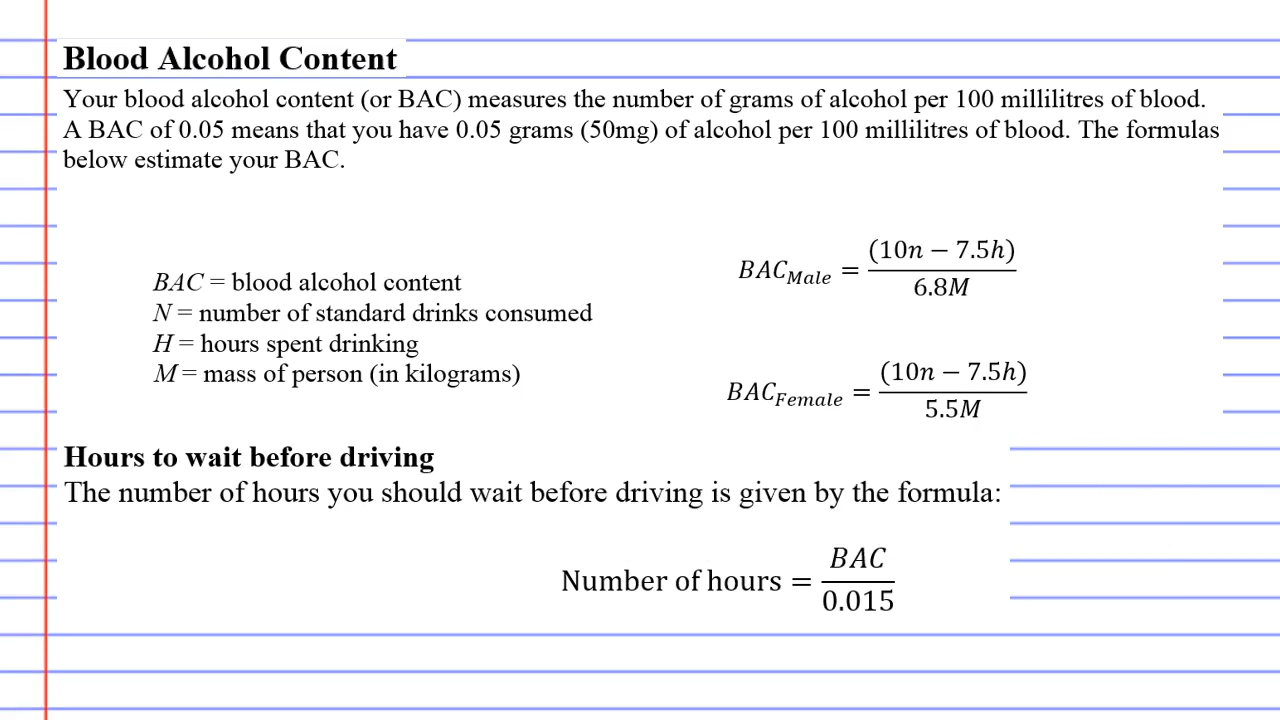 Blood Alcohol Content
Your blood alcohol content (or BAC) measures the number of grams of alcohol per 100 millilitres of blood.
A BAC of 0.05 means that you have 0.05 grams (50mg) of alcohol per 100 millilitres of blood. The formulas
below estimate your BAC.
BAC = blood alcohol content
N = number of standard drinks consumed
H = hours spent drinking
M = mass of person (in kilograms)
BAC_Male = (10n − 7.5h) / 6.8M
BAC_Female = (10n − 7.5h) / 5.5M
Hours to wait before driving
The number of hours you should wait before driving is given by the formula:
Number of hours = BAC / 0.015